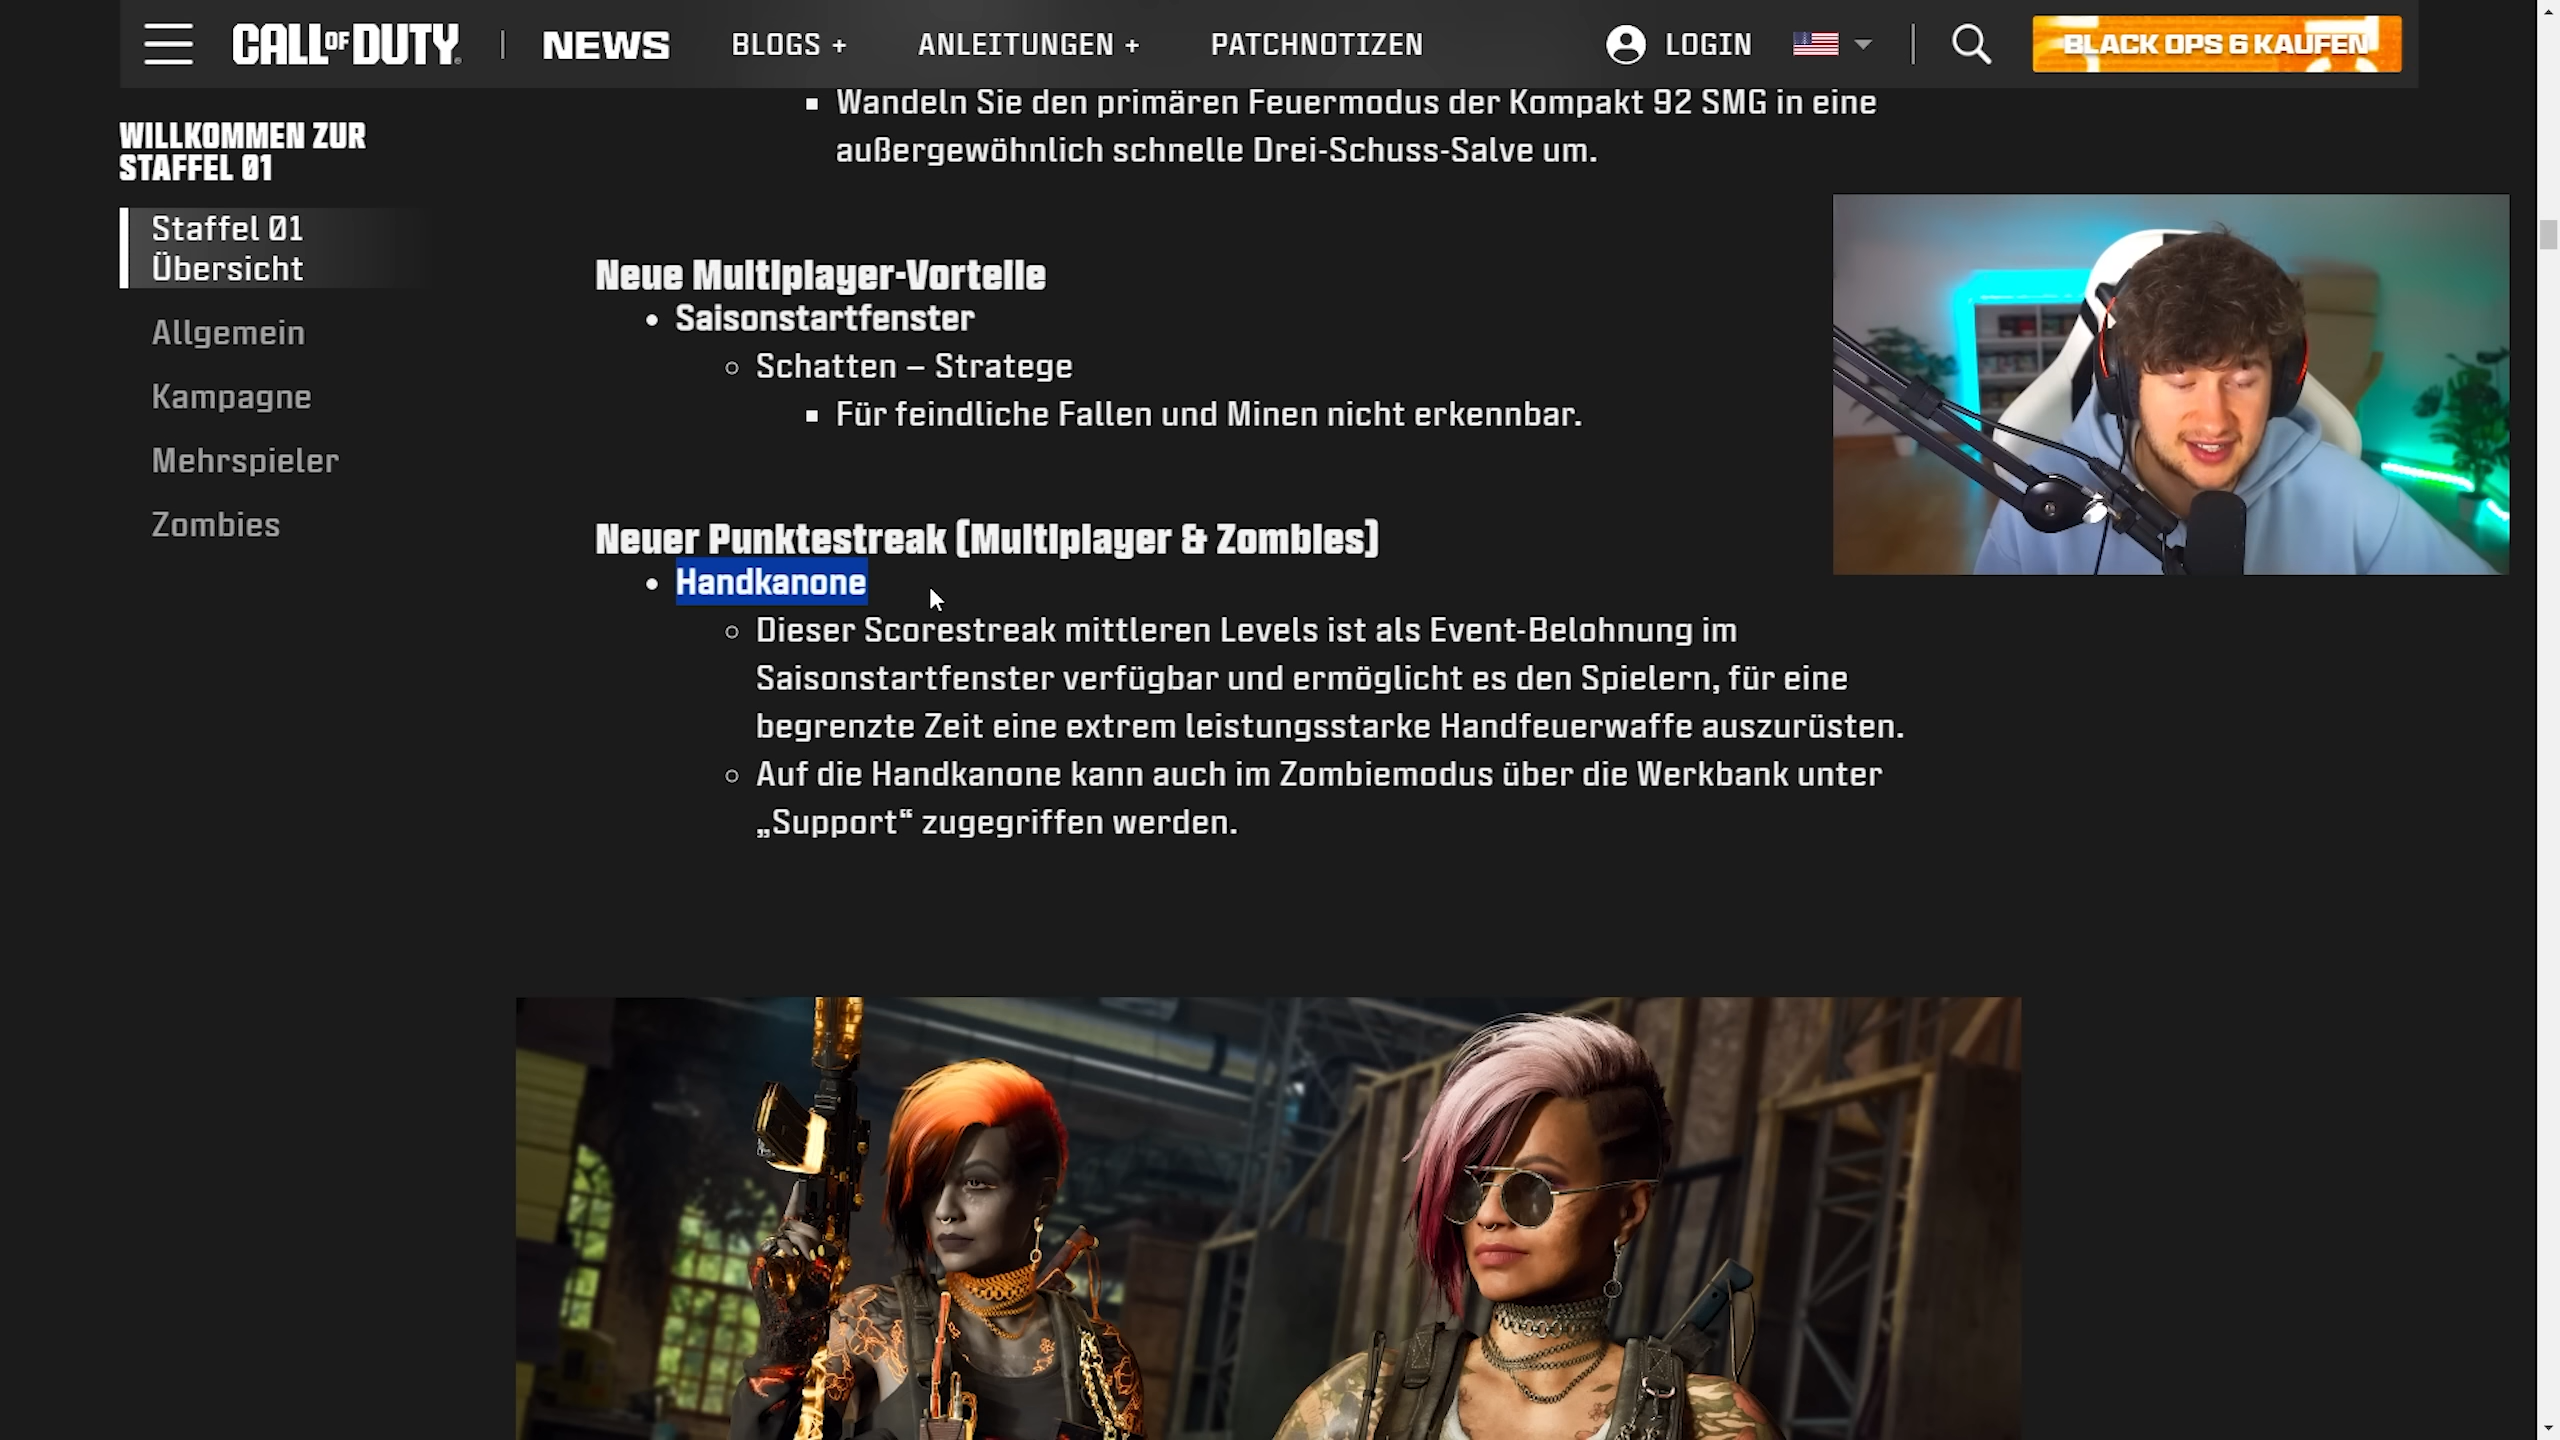 CALL OF DUTY
NEWS
BLOGS +
ANLEITUNGEN +
PATCHNOTIZEN
LOGIN
BLACK OPS 6 KAUFEN
WILLKOMMEN ZUR
STAFFEL 01
Staffel 01
Übersicht
Allgemein
Kampagne
Mehrspieler
Zombies
Wandeln Sie den primären Feuermodus der Kompakt 92 SMG in eine
außergewöhnlich schnelle Drei-Schuss-Salve um.
Neue Multiplayer-Vorteile
Saisonstartfenster
Schatten – Stratege
Für feindliche Fallen und Minen nicht erkennbar.
Neuer Punktestreak (Multiplayer & Zombies)
Handkanone
Dieser Scorestreak mittleren Levels ist als Event-Belohnung im
Saisonstartfenster verfügbar und ermöglicht es den Spielern, für eine
begrenzte Zeit eine extrem leistungsstarke Handfeuerwaffe auszurüsten.
Auf die Handkanone kann auch im Zombiemodus über die Werkbank unter
„Support“ zugegriffen werden.